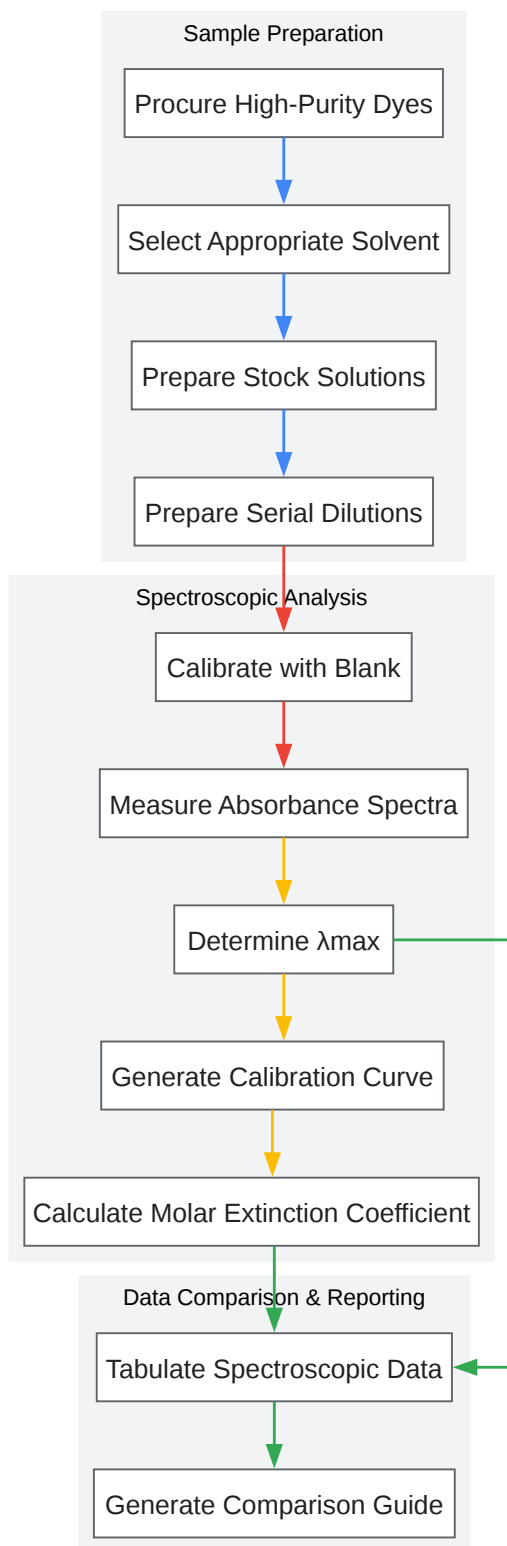 Sample Preparation
Procure High-Purity Dyes
Select Appropriate Solvent
Prepare Stock Solutions
Prepare Serial Dilutions
Spectroscopic Analysis
Calibrate with Blank
Measure Absorbance Spectra
Determine λmax
Generate Calibration Curve
Calculate Molar Extinction Coefficient
Data Comparison & Reporting
Tabulate Spectroscopic Data
Generate Comparison Guide